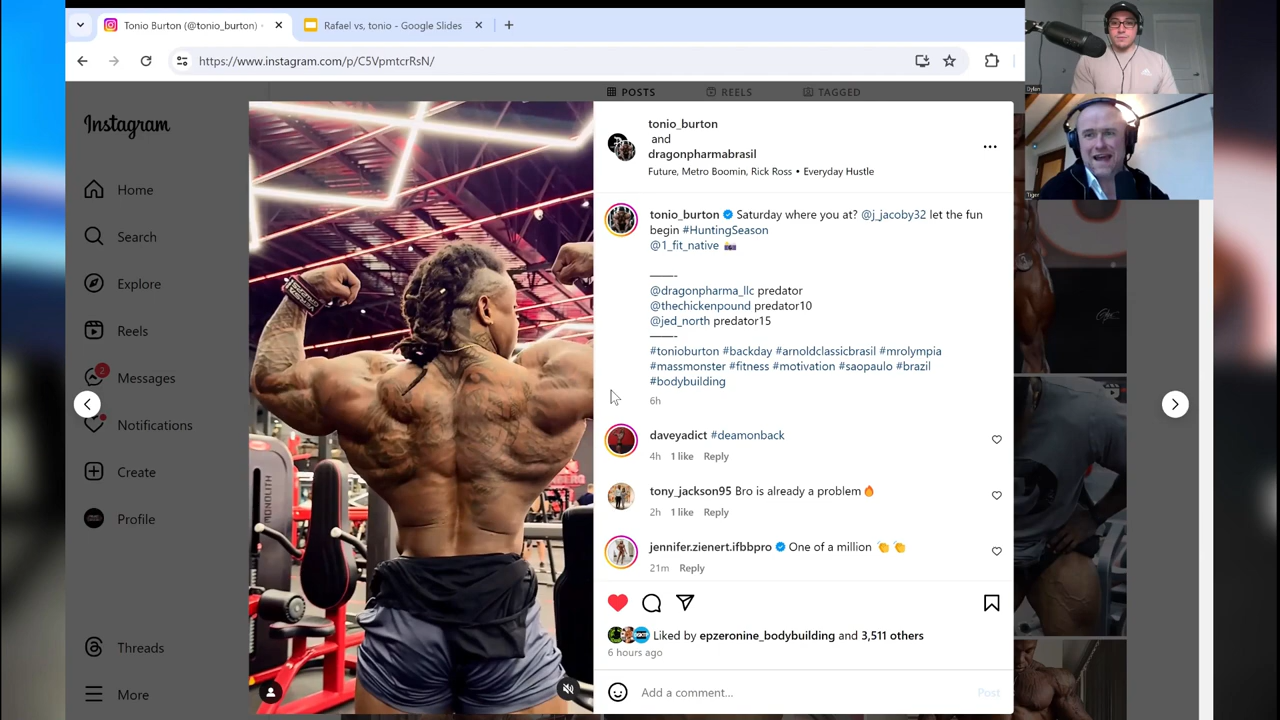 Tonio Burton (@tonio_burton) •
Rafael vs. tonio - Google Slides
https://www.instagram.com/p/C5VpmtcrRsN/
Dylan
POSTS
REELS
TAGGED
Instagram
Home
Search
Explore
Reels
2
Messages
Notifications
Create
Profile
Threads
More
MONOLITH
tonio_burton
and
dragonpharmabrasil
Future, Metro Boomin, Rick Ross • Everyday Hustle
Tiger
tonio_burton Saturday where you at? @j_jacoby32 let the fun
begin #HuntingSeason
@1_fit_native 📸
———-
@dragonpharma_llc predator
@thechickenpound predator10
@jed_north predator15
———-
#tonioburton #backday #arnoldclassicbrasil #mrolympia
#massmonster #fitness #motivation #saopaulo #brazil
#bodybuilding
6h
daveyadict #deamonback
4h 1 like Reply
tony_jackson95 Bro is already a problem🔥
2h 1 like Reply
jennifer.zienert.ifbbpro One of a million 👏👏
21m Reply
Liked by epzeronine_bodybuilding and 3,511 others
6 hours ago
Add a comment...
Post